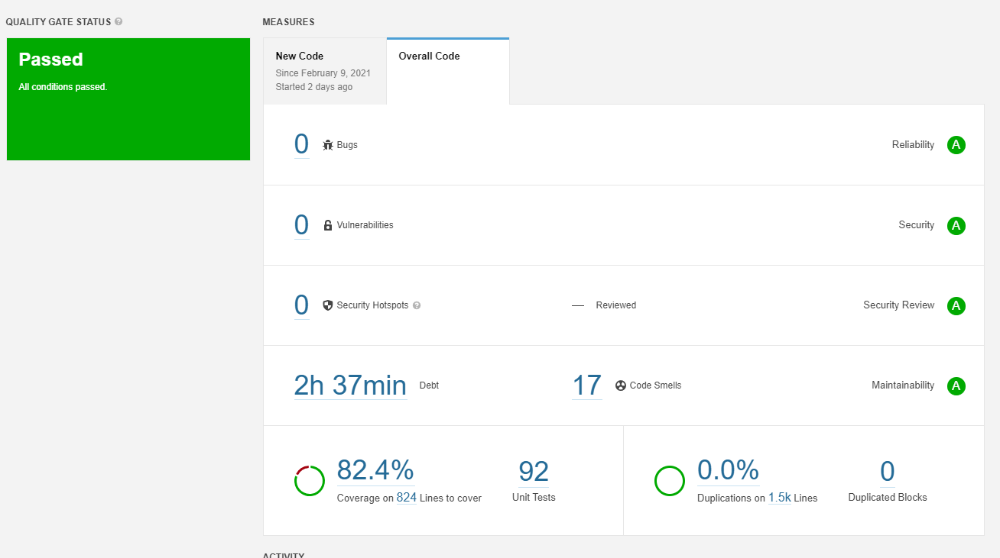 QUALITY GATE STATUS ?
MEASURES
Passed
All conditions passed.
New Code
Since February 9, 2021
Started 2 days ago
Overall Code
0 Bugs Reliability A
0 Vulnerabilities Security A
0 Security Hotspots ? — Reviewed Security Review A
2h 37min Debt 17 Code Smells Maintainability A
82.4%
Coverage on 824 Lines to cover
92
Unit Tests
0.0%
Duplications on 1.5k Lines
0
Duplicated Blocks
ACTIVITY